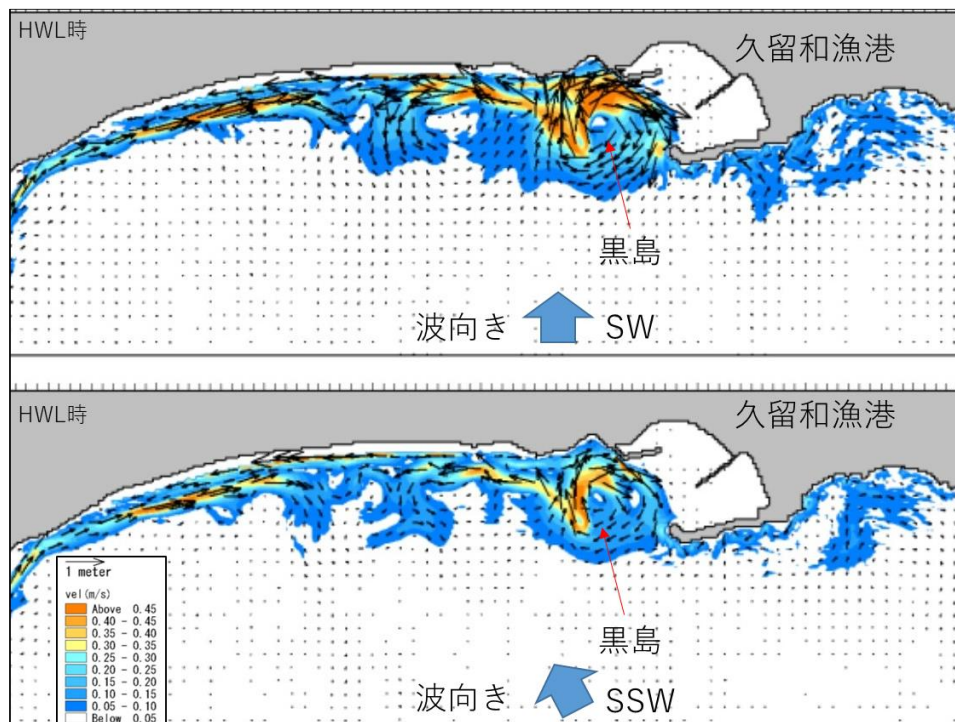 HWL時
久留和漁港
黒島
波向き
SW
HWL時
久留和漁港
1 meter
vel(m/s)
Above 0.45
0.40 - 0.45
0.35 - 0.40
0.30 - 0.35
0.25 - 0.30
0.20 - 0.25
0.15 - 0.20
0.10 - 0.15
0.05 - 0.10
Below 0.05
黒島
波向き
SSW